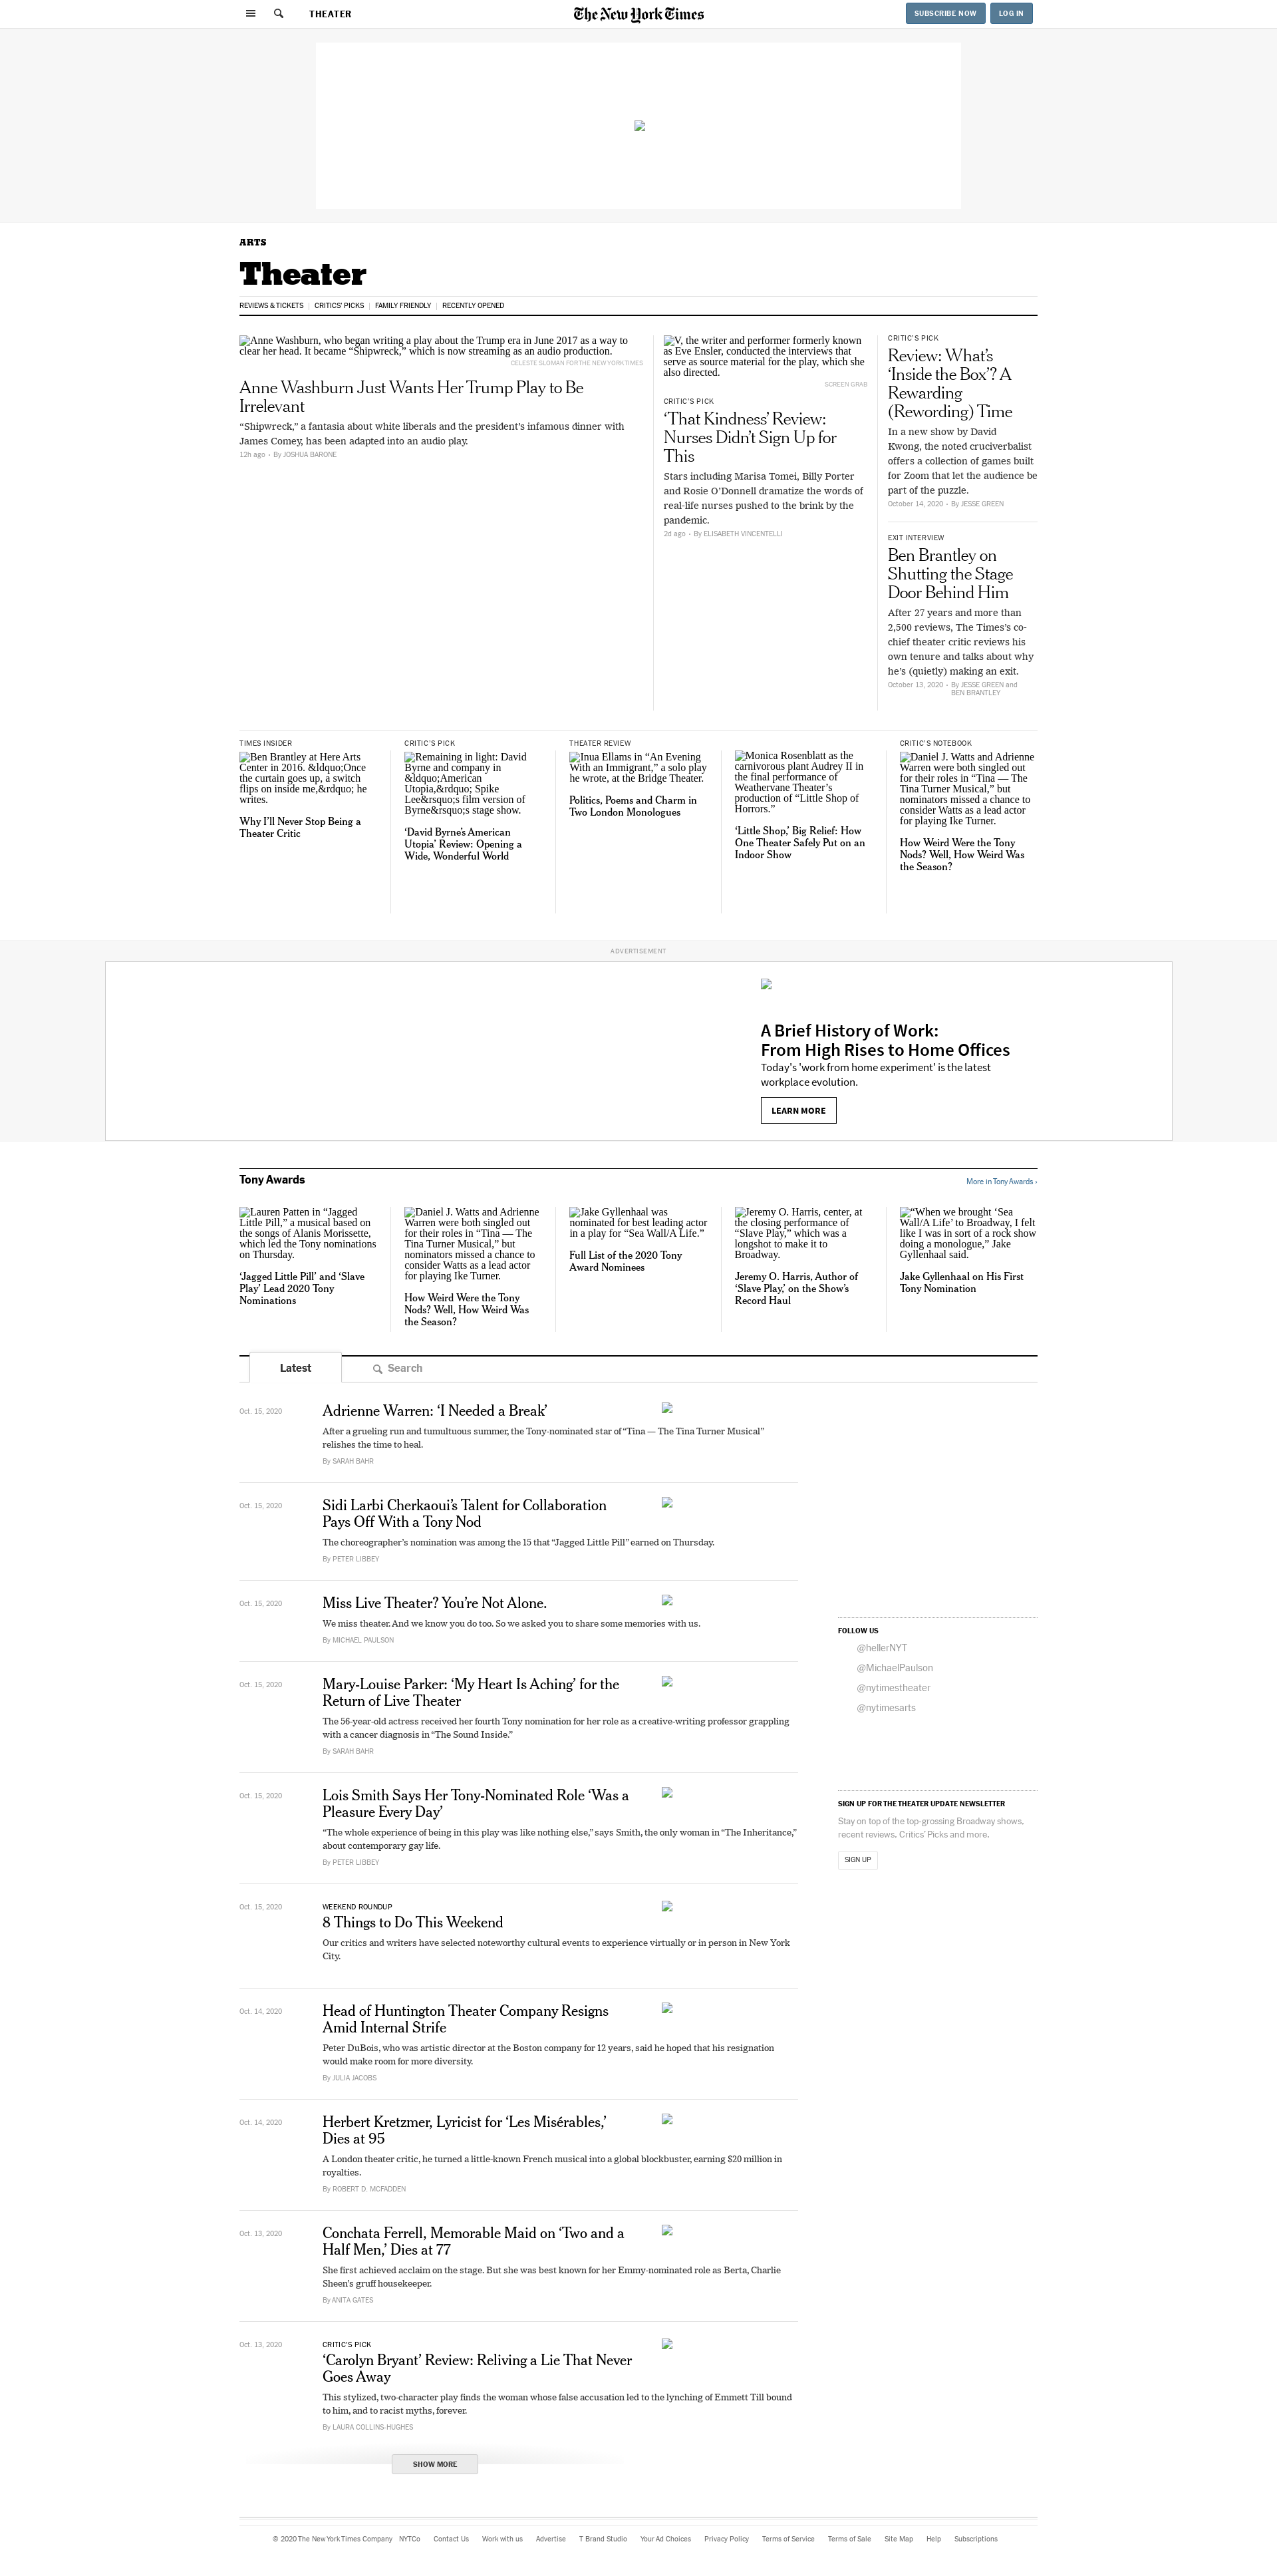 THEATER
The New York Times
SUBSCRIBE NOW
LOG IN
ARTS
Theater
REVIEWS & TICKETS
CRITICS' PICKS
FAMILY FRIENDLY
RECENTLY OPENED
Anne Washburn, who began writing a play about the Trump era in June 2017 as a way to
clear her head. It became “Shipwreck,” which is now streaming as an audio production.
CELESTE SLOMAN FOR THE NEW YORK TIMES
Anne Washburn Just Wants Her Trump Play to Be
Irrelevant
“Shipwreck,” a fantasia about white liberals and the president’s infamous dinner with
James Comey, has been adapted into an audio play.
12h ago - By JOSHUA BARONE
V, the writer and performer formerly known
as Eve Ensler, conducted the interviews that
serve as source material for the play, which she
also directed.
SCREEN GRAB
CRITIC’S PICK
‘That Kindness’ Review:
Nurses Didn’t Sign Up for
This
Stars including Marisa Tomei, Billy Porter
and Rosie O’Donnell dramatize the words of
real-life nurses pushed to the brink by the
pandemic.
2d ago - By ELISABETH VINCENTELLI
CRITIC’S PICK
Review: What’s
‘Inside the Box’? A
Rewarding
(Rewording) Time
In a new show by David
Kwong, the noted cruciverbalist
offers a collection of games built
for Zoom that let the audience be
part of the puzzle.
October 14, 2020 - By JESSE GREEN
EXIT INTERVIEW
Ben Brantley on
Shutting the Stage
Door Behind Him
After 27 years and more than
2,500 reviews, The Times’s co-
chief theater critic reviews his
own tenure and talks about why
he’s (quietly) making an exit.
October 13, 2020 - By JESSE GREEN and
BEN BRANTLEY
TIMES INSIDER
Ben Brantley at Here Arts
Center in 2016. &ldquo;Once
the curtain goes up, a switch
flips on inside me,&rdquo; he
writes.
Why I’ll Never Stop Being a
Theater Critic
CRITIC’S PICK
Remaining in light: David
Byrne and company in
&ldquo;American
Utopia,&rdquo; Spike
Lee&rsquo;s film version of
Byrne&rsquo;s stage show.
‘David Byrne’s American
Utopia’ Review: Opening a
Wide, Wonderful World
THEATER REVIEW
Inua Ellams in “An Evening
With an Immigrant,” a solo play
he wrote, at the Bridge Theater.
Politics, Poems and Charm in
Two London Monologues
Monica Rosenblatt as the
carnivorous plant Audrey II in
the final performance of
Weathervane Theater’s
production of “Little Shop of
Horrors.”
‘Little Shop,’ Big Relief: How
One Theater Safely Put on an
Indoor Show
CRITIC’S NOTEBOOK
Daniel J. Watts and Adrienne
Warren were both singled out
for their roles in “Tina — The
Tina Turner Musical,” but
nominators missed a chance to
consider Watts as a lead actor
for playing Ike Turner.
How Weird Were the Tony
Nods? Well, How Weird Was
the Season?
ADVERTISEMENT
A Brief History of Work:
From High Rises to Home Offices
Today's 'work from home experiment' is the latest
workplace evolution.
LEARN MORE
Tony Awards
More in Tony Awards ›
Lauren Patten in “Jagged
Little Pill,” a musical based on
the songs of Alanis Morissette,
which led the Tony nominations
on Thursday.
‘Jagged Little Pill’ and ‘Slave
Play’ Lead 2020 Tony
Nominations
Daniel J. Watts and Adrienne
Warren were both singled out
for their roles in “Tina — The
Tina Turner Musical,” but
nominators missed a chance to
consider Watts as a lead actor
for playing Ike Turner.
How Weird Were the Tony
Nods? Well, How Weird Was
the Season?
Jake Gyllenhaal was
nominated for best leading actor
in a play for “Sea Wall/A Life.”
Full List of the 2020 Tony
Award Nominees
Jeremy O. Harris, center, at
the closing performance of
“Slave Play,” which was a
longshot to make it to
Broadway.
Jeremy O. Harris, Author of
‘Slave Play,’ on the Show’s
Record Haul
“When we brought ‘Sea
Wall/A Life’ to Broadway, I felt
like I was in sort of a rock show
doing a monologue,” Jake
Gyllenhaal said.
Jake Gyllenhaal on His First
Tony Nomination
Latest
Search
Oct. 15, 2020
Adrienne Warren: ‘I Needed a Break’
After a grueling run and tumultuous summer, the Tony-nominated star of “Tina — The Tina Turner Musical”
relishes the time to heal.
By SARAH BAHR
Oct. 15, 2020
Sidi Larbi Cherkaoui’s Talent for Collaboration
Pays Off With a Tony Nod
The choreographer’s nomination was among the 15 that “Jagged Little Pill” earned on Thursday.
By PETER LIBBEY
Oct. 15, 2020
Miss Live Theater? You’re Not Alone.
We miss theater. And we know you do too. So we asked you to share some memories with us.
By MICHAEL PAULSON
Oct. 15, 2020
Mary-Louise Parker: ‘My Heart Is Aching’ for the
Return of Live Theater
The 56-year-old actress received her fourth Tony nomination for her role as a creative-writing professor grappling
with a cancer diagnosis in “The Sound Inside.”
By SARAH BAHR
Oct. 15, 2020
Lois Smith Says Her Tony-Nominated Role ‘Was a
Pleasure Every Day’
“The whole experience of being in this play was like nothing else,” says Smith, the only woman in “The Inheritance,”
about contemporary gay life.
By PETER LIBBEY
Oct. 15, 2020
WEEKEND ROUNDUP
8 Things to Do This Weekend
Our critics and writers have selected noteworthy cultural events to experience virtually or in person in New York
City.
Oct. 14, 2020
Head of Huntington Theater Company Resigns
Amid Internal Strife
Peter DuBois, who was artistic director at the Boston company for 12 years, said he hoped that his resignation
would make room for more diversity.
By JULIA JACOBS
Oct. 14, 2020
Herbert Kretzmer, Lyricist for ‘Les Misérables,’
Dies at 95
A London theater critic, he turned a little-known French musical into a global blockbuster, earning $20 million in
royalties.
By ROBERT D. MCFADDEN
Oct. 13, 2020
Conchata Ferrell, Memorable Maid on ‘Two and a
Half Men,’ Dies at 77
She first achieved acclaim on the stage. But she was best known for her Emmy-nominated role as Berta, Charlie
Sheen’s gruff housekeeper.
By ANITA GATES
Oct. 13, 2020
CRITIC’S PICK
‘Carolyn Bryant’ Review: Reliving a Lie That Never
Goes Away
This stylized, two-character play finds the woman whose false accusation led to the lynching of Emmett Till bound
to him, and to racist myths, forever.
By LAURA COLLINS-HUGHES
SHOW MORE
FOLLOW US
@hellerNYT
@MichaelPaulson
@nytimestheater
@nytimesarts
SIGN UP FOR THE THEATER UPDATE NEWSLETTER
Stay on top of the top-grossing Broadway shows,
recent reviews, Critics’ Picks and more.
SIGN UP
© 2020 The New York Times Company NYTCo Contact Us Work with us Advertise T Brand Studio Your Ad Choices Privacy Policy Terms of Service Terms of Sale Site Map Help Subscriptions